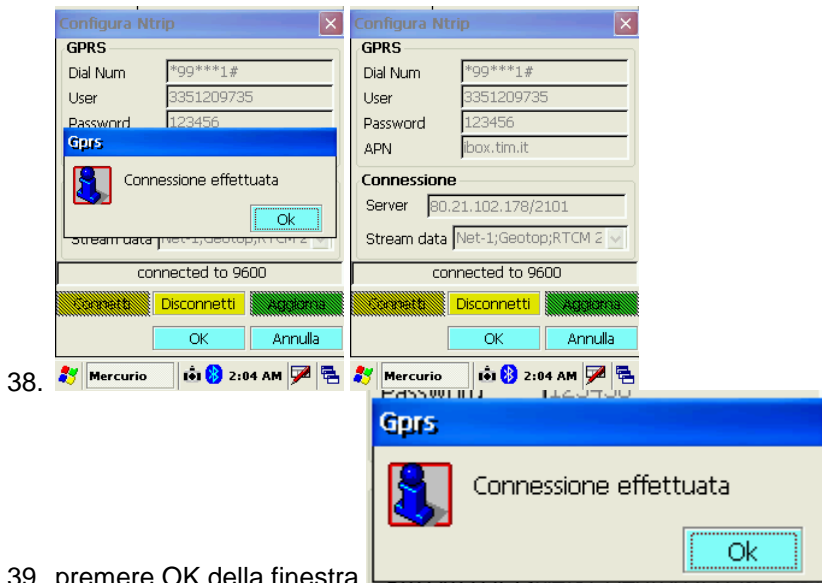 Configura Ntrip
GPRS
Dial Num *99***1#
User 3351209735
Password 123456
Gprs
Connessione effettuata
Ok
Stream data Net-1;Geotop;RTCM 2
connected to 9600
Connetti Disconnetti Aggiorna
OK Annulla
Mercurio 2:04 AM
Configura Ntrip
GPRS
Dial Num *99***1#
User 3351209735
Password 123456
APN ibox.tim.it
Connessione
Server 80.21.102.178/2101
Stream data Net-1;Geotop;RTCM 2
connected to 9600
Connetti Disconnetti Aggiorna
OK Annulla
Mercurio 2:04 AM
38.
Password 123456
Gprs
Connessione effettuata
Ok
39. premere OK della finestra